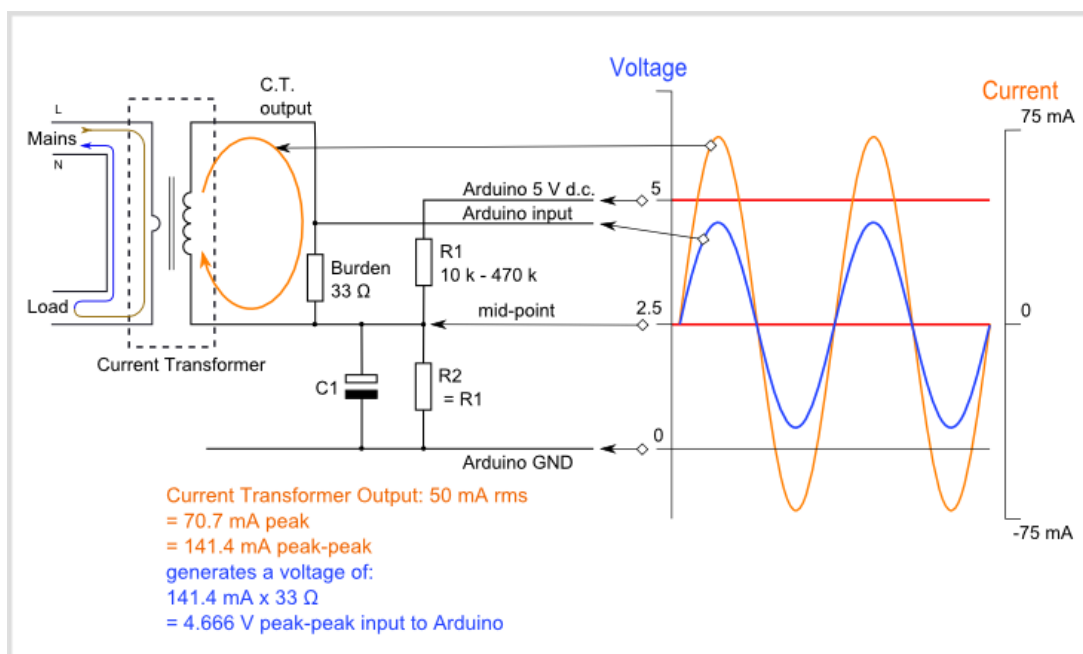 Voltage
Current
75 mA
C.T.
output
L
Mains
N
Arduino 5 V d.c.
5
Arduino input
R1
10 k - 470 k
Burden
33 Ω
mid-point
2.5
0
Load
Current Transformer
C1
R2
= R1
0
Arduino GND
-75 mA
Current Transformer Output: 50 mA rms
= 70.7 mA peak
= 141.4 mA peak-peak
generates a voltage of:
141.4 mA x 33 Ω
= 4.666 V peak-peak input to Arduino